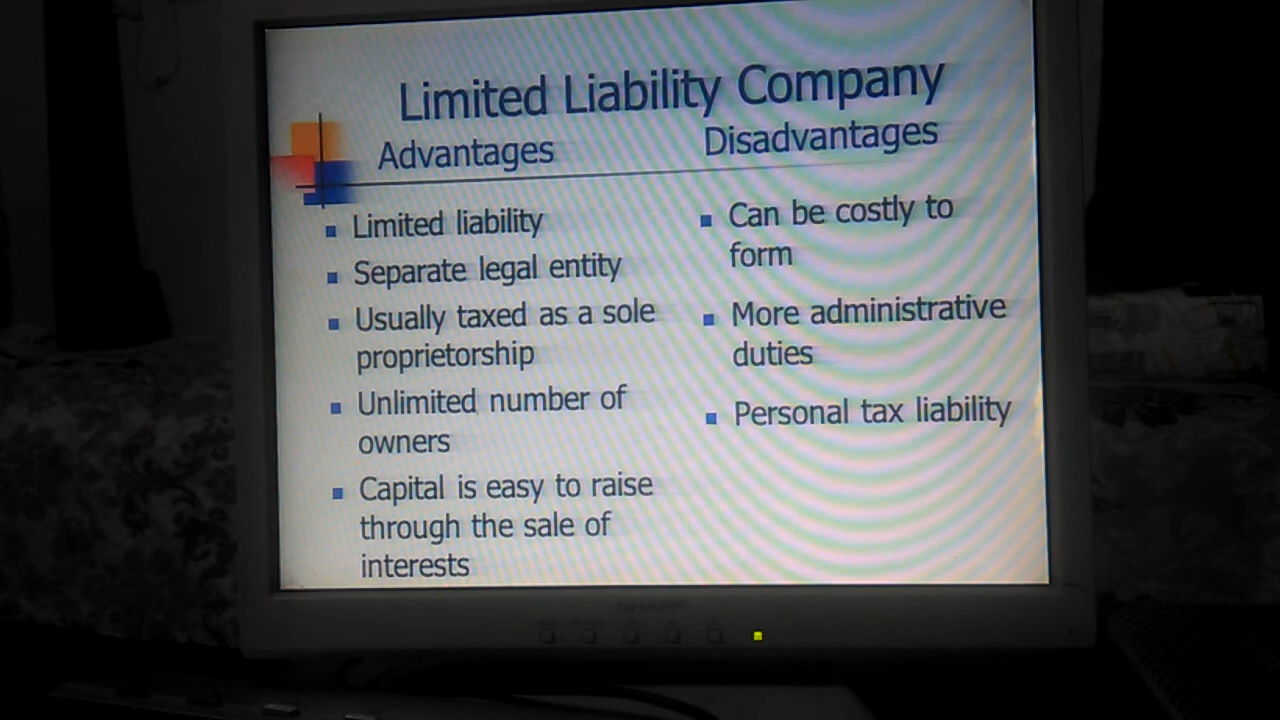 Limited Liability Company
Advantages
Disadvantages
Limited liability
Separate legal entity
Usually taxed as a sole
proprietorship
Unlimited number of
owners
Capital is easy to raise
through the sale of
interests
Can be costly to
form
More administrative
duties
Personal tax liability